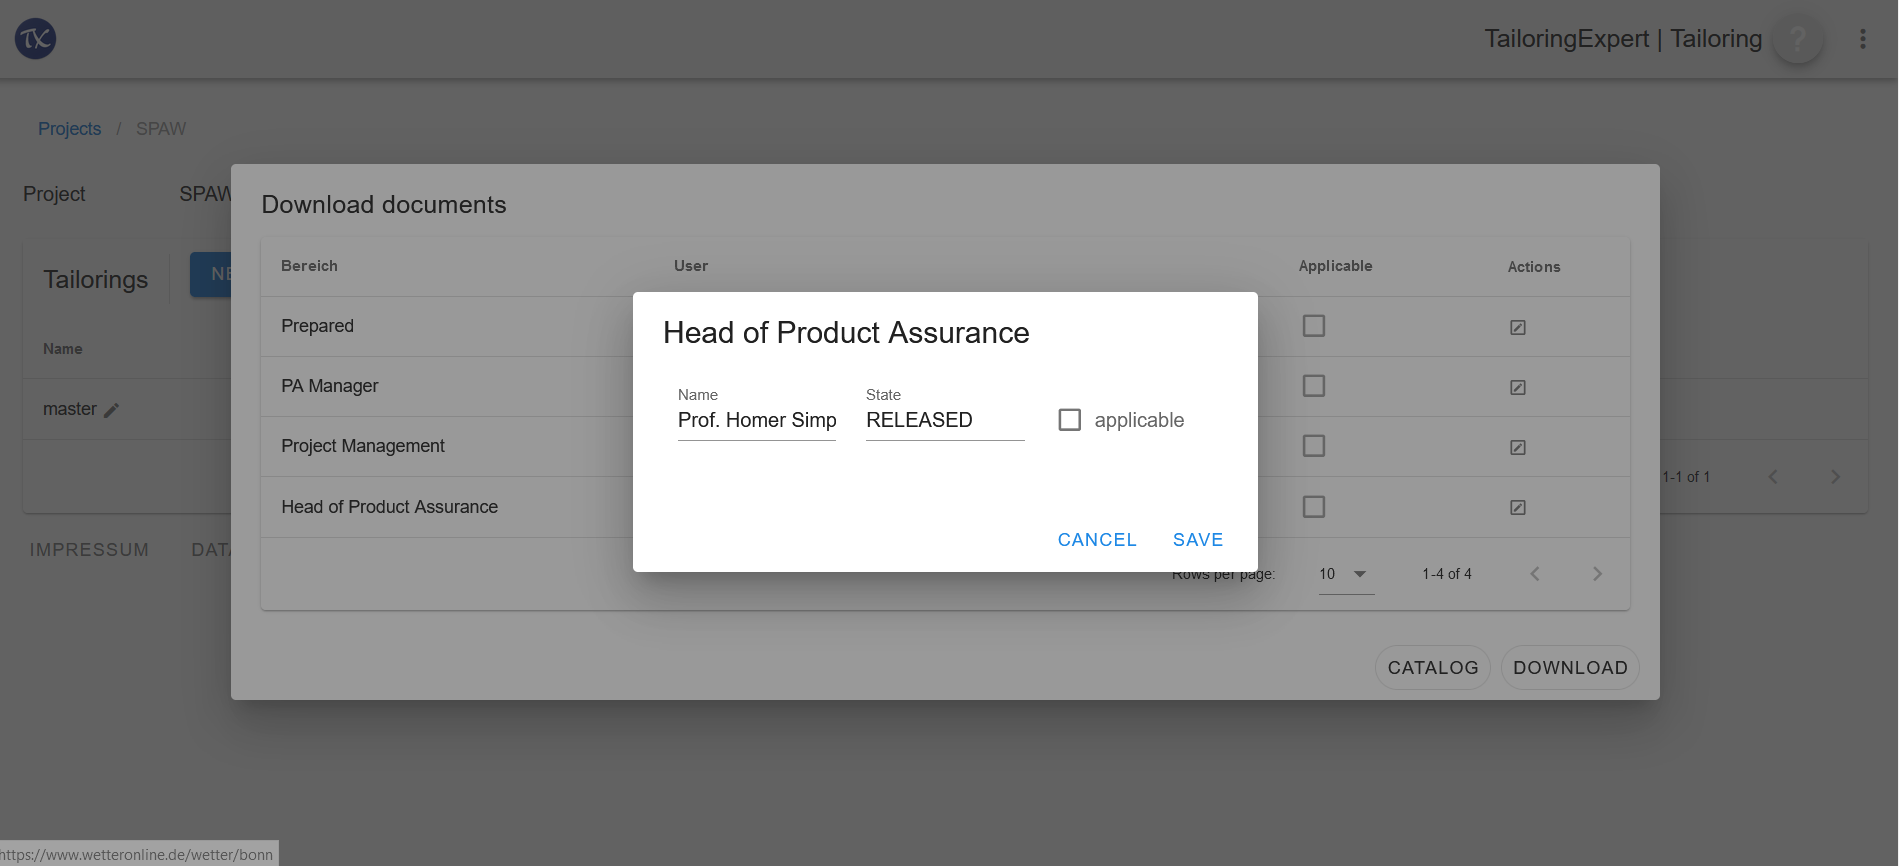 TX
TailoringExpert | Tailoring
?
Projects / SPAW
Project SPAW
Download documents
Tailorings
Bereich User Applicable Actions
Prepared
Name
PA Manager
master
Project Management
Head of Product Assurance
1-1 of 1
IMPRESSUM
Head of Product Assurance
Name State
Prof. Homer Simp RELEASED applicable
CANCEL SAVE
Rows per page: 10 1-4 of 4
CATALOG DOWNLOAD
https://www.wetteronline.de/wetter/bonn